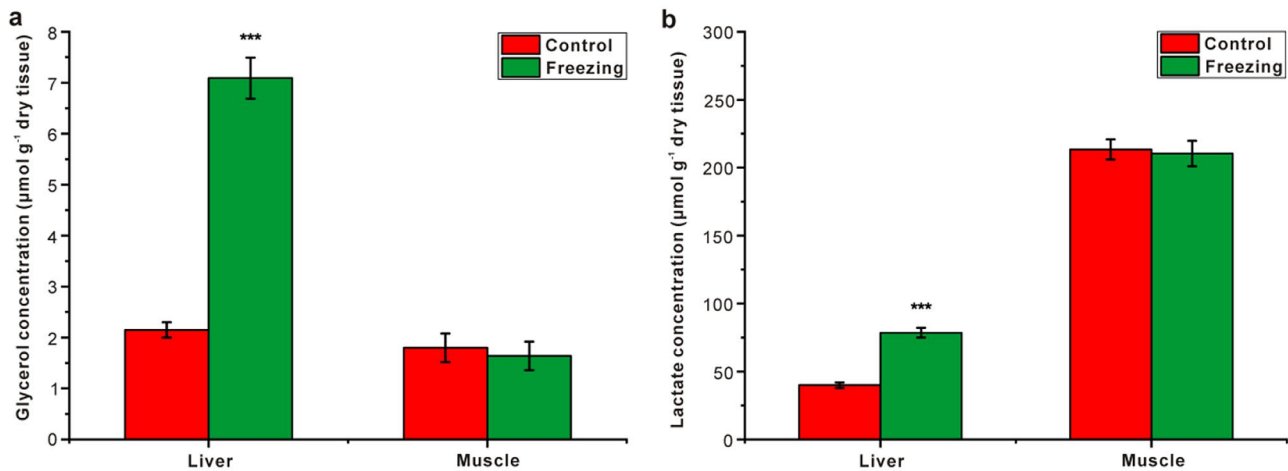 a
Glycerol concentration (µmol g⁻¹ dry tissue)
8
7
6
5
4
3
2
1
0
***
Control
Freezing
Liver
Muscle
b
Lactate concentration (µmol g⁻¹ dry tissue)
300
250
200
150
100
50
0
***
Control
Freezing
Liver
Muscle